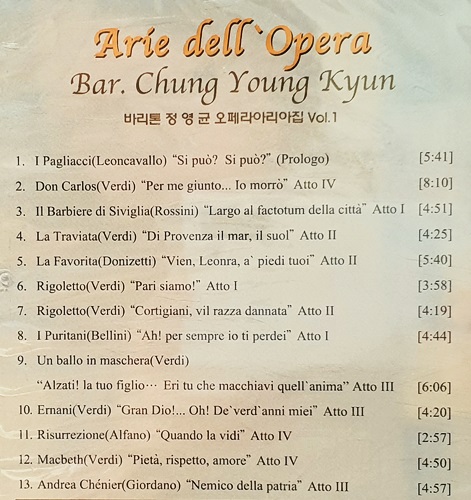 Arie dell`Opera
Bar. Chung Young Kyun
바리톤 정 영 균 오페라아리아집 Vol.1
1. I Pagliacci(Leoncavallo) “Si può? Si può?” (Prologo) [5:41]
2. Don Carlos(Verdi) “Per me giunto... Io morrò” Atto IV [8:10]
3. Il Barbiere di Siviglia(Rossini) “Largo al factotum della città” Atto I [4:51]
4. La Traviata(Verdi) “Di Provenza il mar, il suol” Atto II [4:25]
5. La Favorita(Donizetti) “Vien, Leonra, a` piedi tuoi” Atto II [5:40]
6. Rigoletto(Verdi) “Pari siamo!” Atto I [3:58]
7. Rigoletto(Verdi) “Cortigiani, vil razza dannata” Atto II [4:19]
8. I Puritani(Bellini) “Ah! per sempre io ti perdei” Atto I [4:44]
9. Un ballo in maschera(Verdi)
“Alzati! la tuo figlio⋯ Eri tu che macchiavi quell`anima” Atto III [6:06]
10. Ernani(Verdi) “Gran Dio!... Oh! De`verd`anni miei” Atto III [4:20]
11. Risurrezione(Alfano) “Quando la vidi” Atto IV [2:57]
12. Macbeth(Verdi) “Pietà, rispetto, amore” Atto IV [4:50]
13. Andrea Chénier(Giordano) “Nemico della patria” Atto III [4:57]